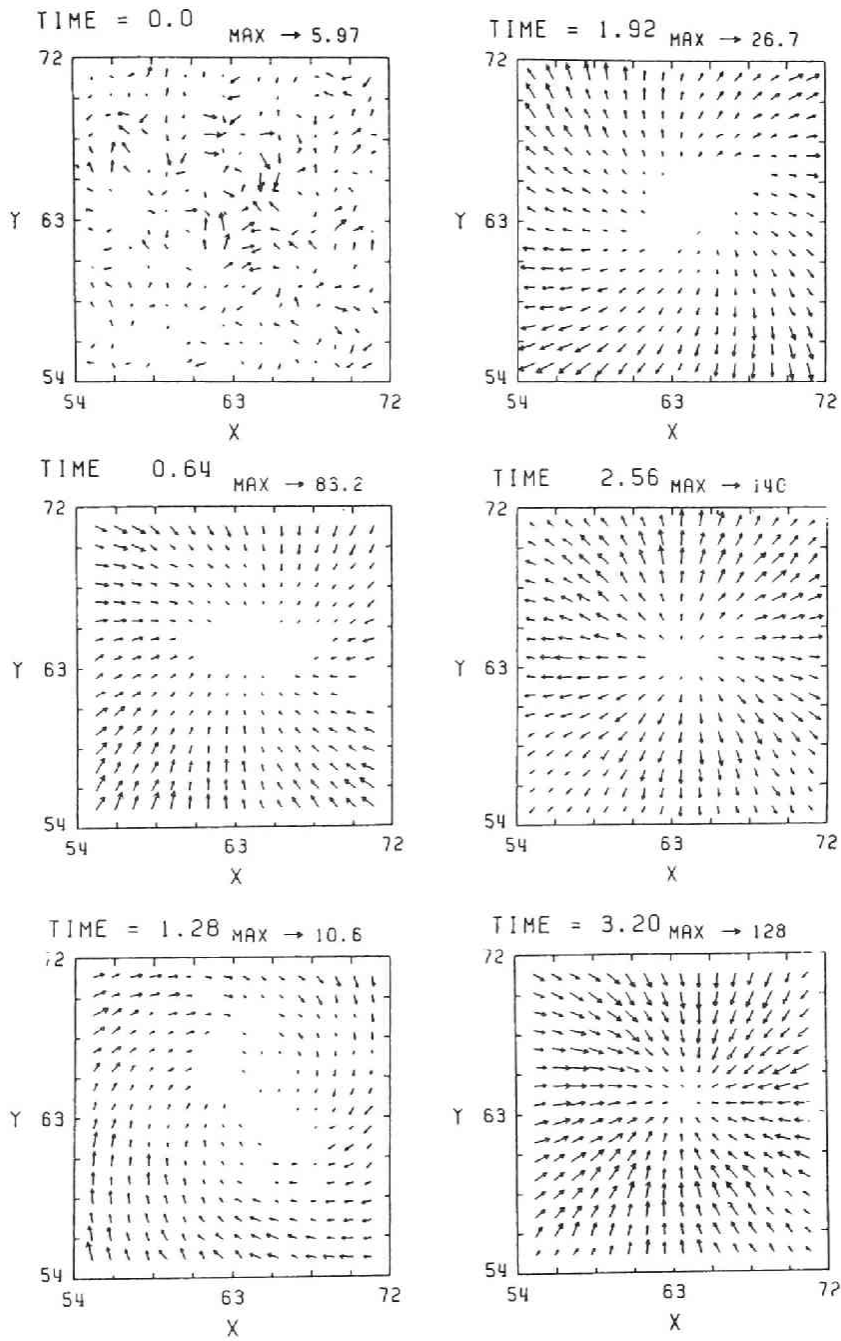 TIME = 0.0 MAX → 5.97
72
Y 63
54
54 63 72
X
TIME 0.64 MAX → 83.2
72
Y 63
54
54 63 72
X
TIME = 1.28 MAX → 10.6
72
Y 63
54
54 63 72
X
TIME = 1.92 MAX → 26.7
72
Y 63
54
54 63 72
X
TIME 2.56 MAX → 140
72
Y 63
54
54 63 72
X
TIME = 3.20 MAX → 128
72
Y 63
54
54 63 72
X